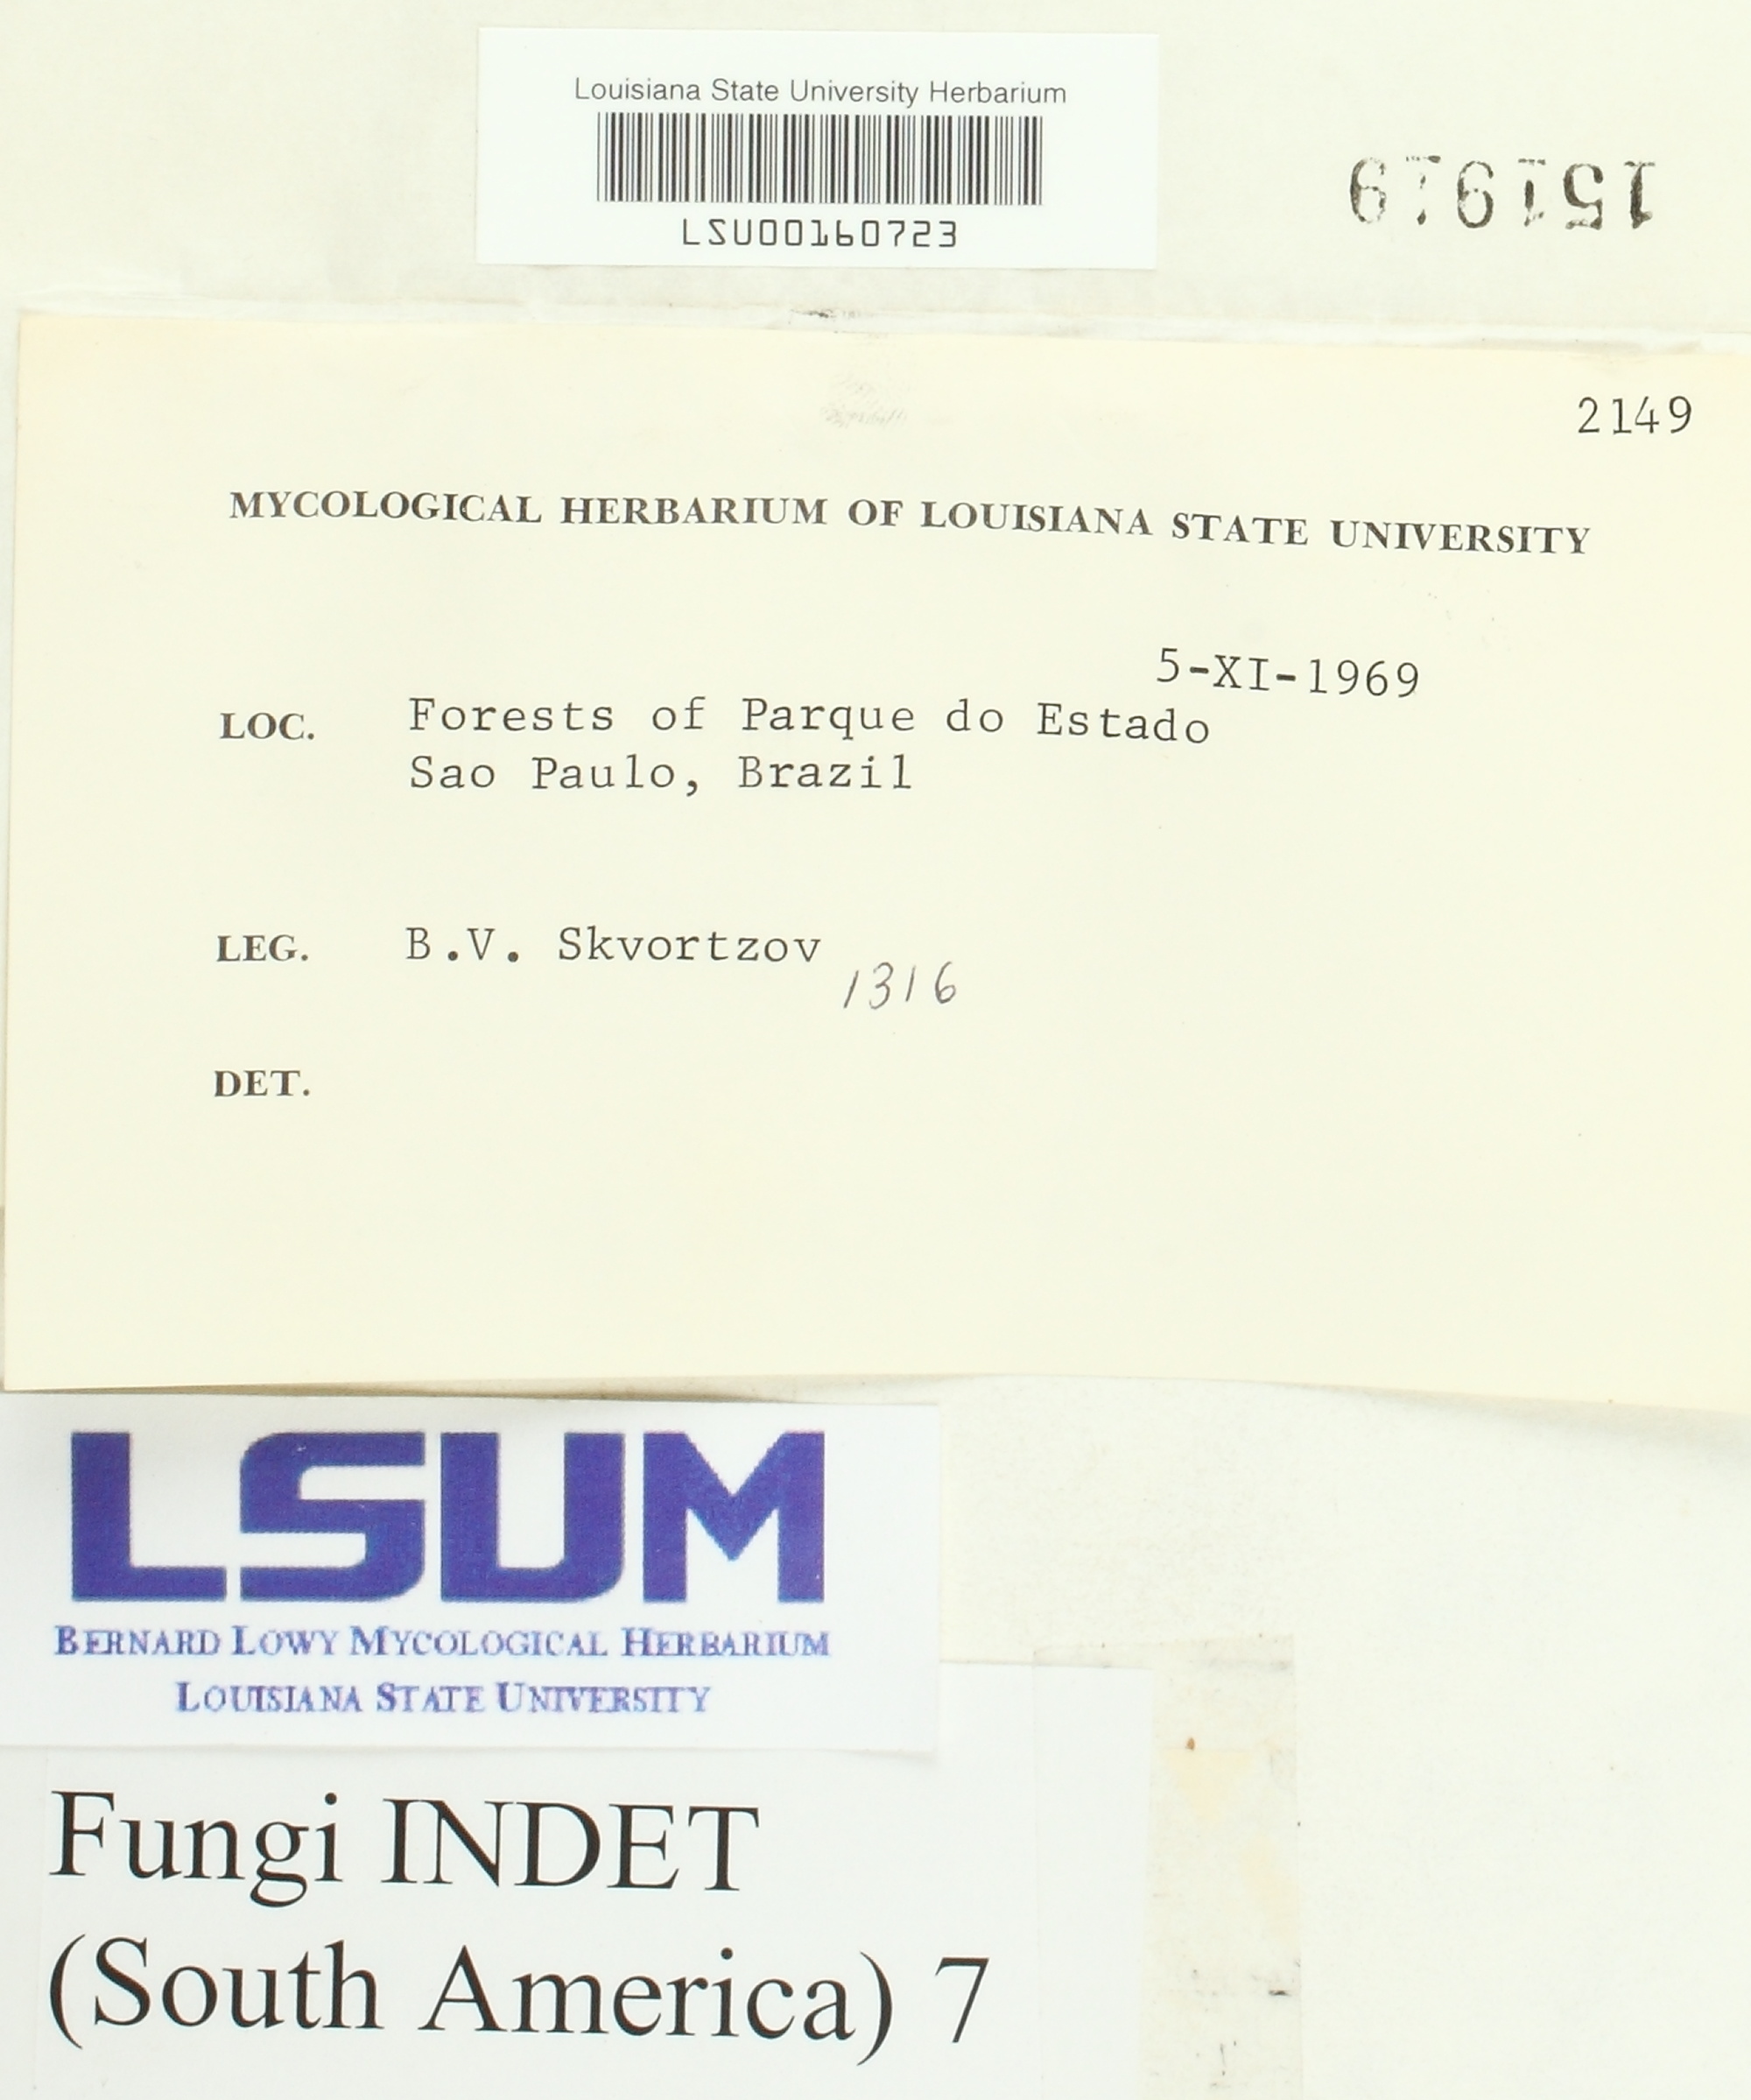 Louisiana State University Herbarium
LSU00160723
151919
2149
MYCOLOGICAL HERBARIUM OF LOUISIANA STATE UNIVERSITY
5-XI-1969
LOC. Forests of Parque do Estado
Sao Paulo, Brazil
LEG. B.V. Skvortzov
1316
DET.
LSUM
BERNARD LOWY MYCOLOGICAL HERBARIUM
LOUISIANA STATE UNIVERSITY
Fungi INDET
(South America) 7